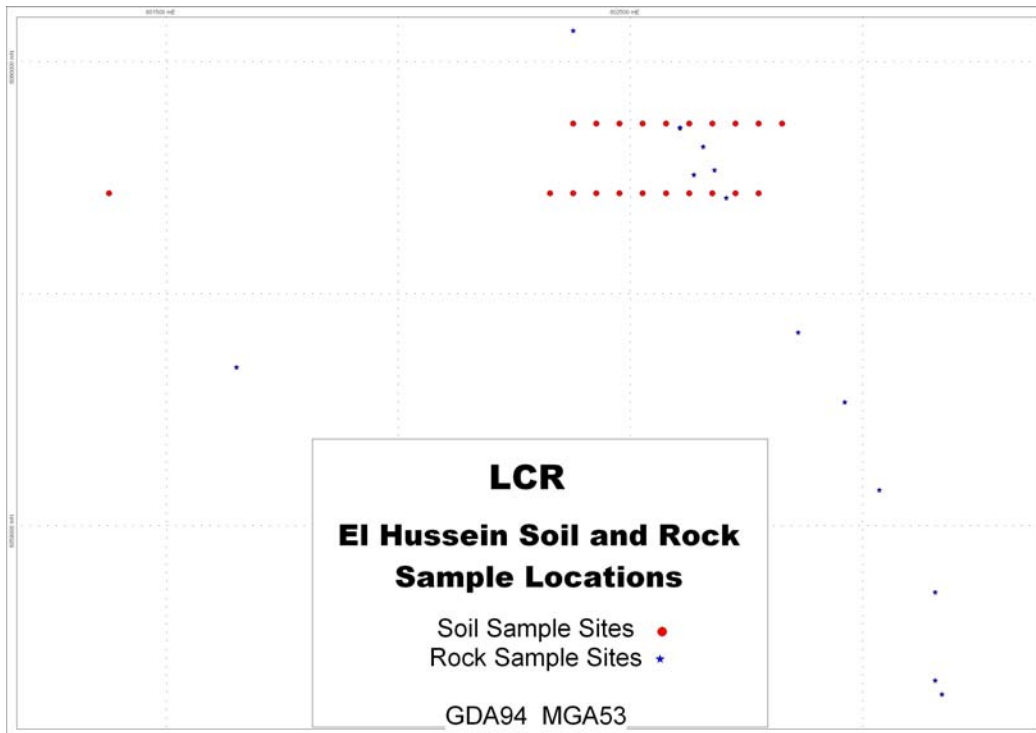 LCR
El Hussein Soil and Rock
Sample Locations
Soil Sample Sites
Rock Sample Sites
GDA94 MGA53